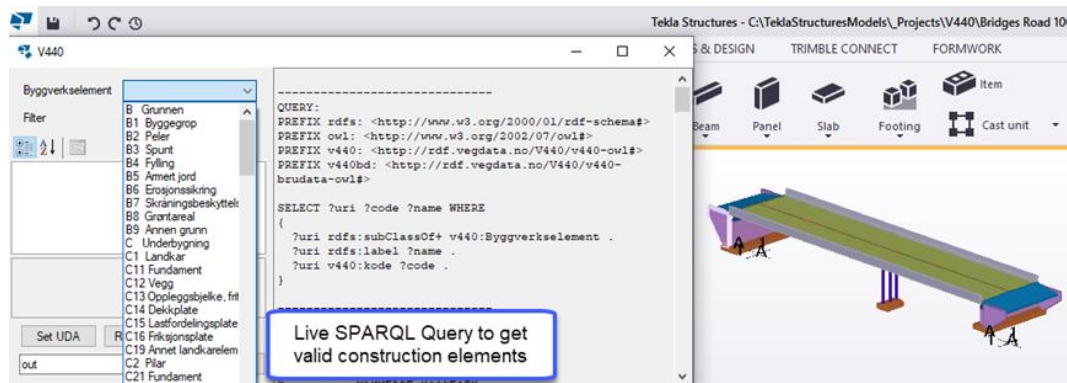 Tekla Structures - C:\TeklaStructuresModels\_Projects\V440\Bridges Road 10
V440
& DESIGN
TRIMBLE CONNECT
FORMWORK
Beam
Panel
Slab
Footing
Item
Cast unit
Byggverkselement
Filter
B Grunnen
B1 Byggegrop
B2 Peler
B3 Spunt
B4 Fylling
B5 Armert jord
B6 Erosjonssikring
B7 Skråningsbeskyttels
B8 Grøntareal
B9 Annen grunn
C Underbygning
C1 Landkar
C11 Fundament
C12 Vegg
C13 Oppleggsbjelke, frit
C14 Dekkplate
C15 Lastfordelingsplate
C16 Friksjonsplate
C19 Annet landkarelem
C2 Pilar
C21 Fundament
Set UDA
R
out
------------------------------
QUERY:
PREFIX rdfs: <http://www.w3.org/2000/01/rdf-schema#>
PREFIX owl: <http://www.w3.org/2002/07/owl#>
PREFIX v440: <http://rdf.vegdata.no/V440/v440-owl#>
PREFIX v440bd: <http://rdf.vegdata.no/V440/v440-
brudata-owl#>
SELECT ?uri ?code ?name WHERE
{
?uri rdfs:subClassOf+ v440:Byggverkselement .
?uri rdfs:label ?name .
?uri v440:kode ?code .
}
------------------------------
Live SPARQL Query to get
valid construction elements
A
A
A
A